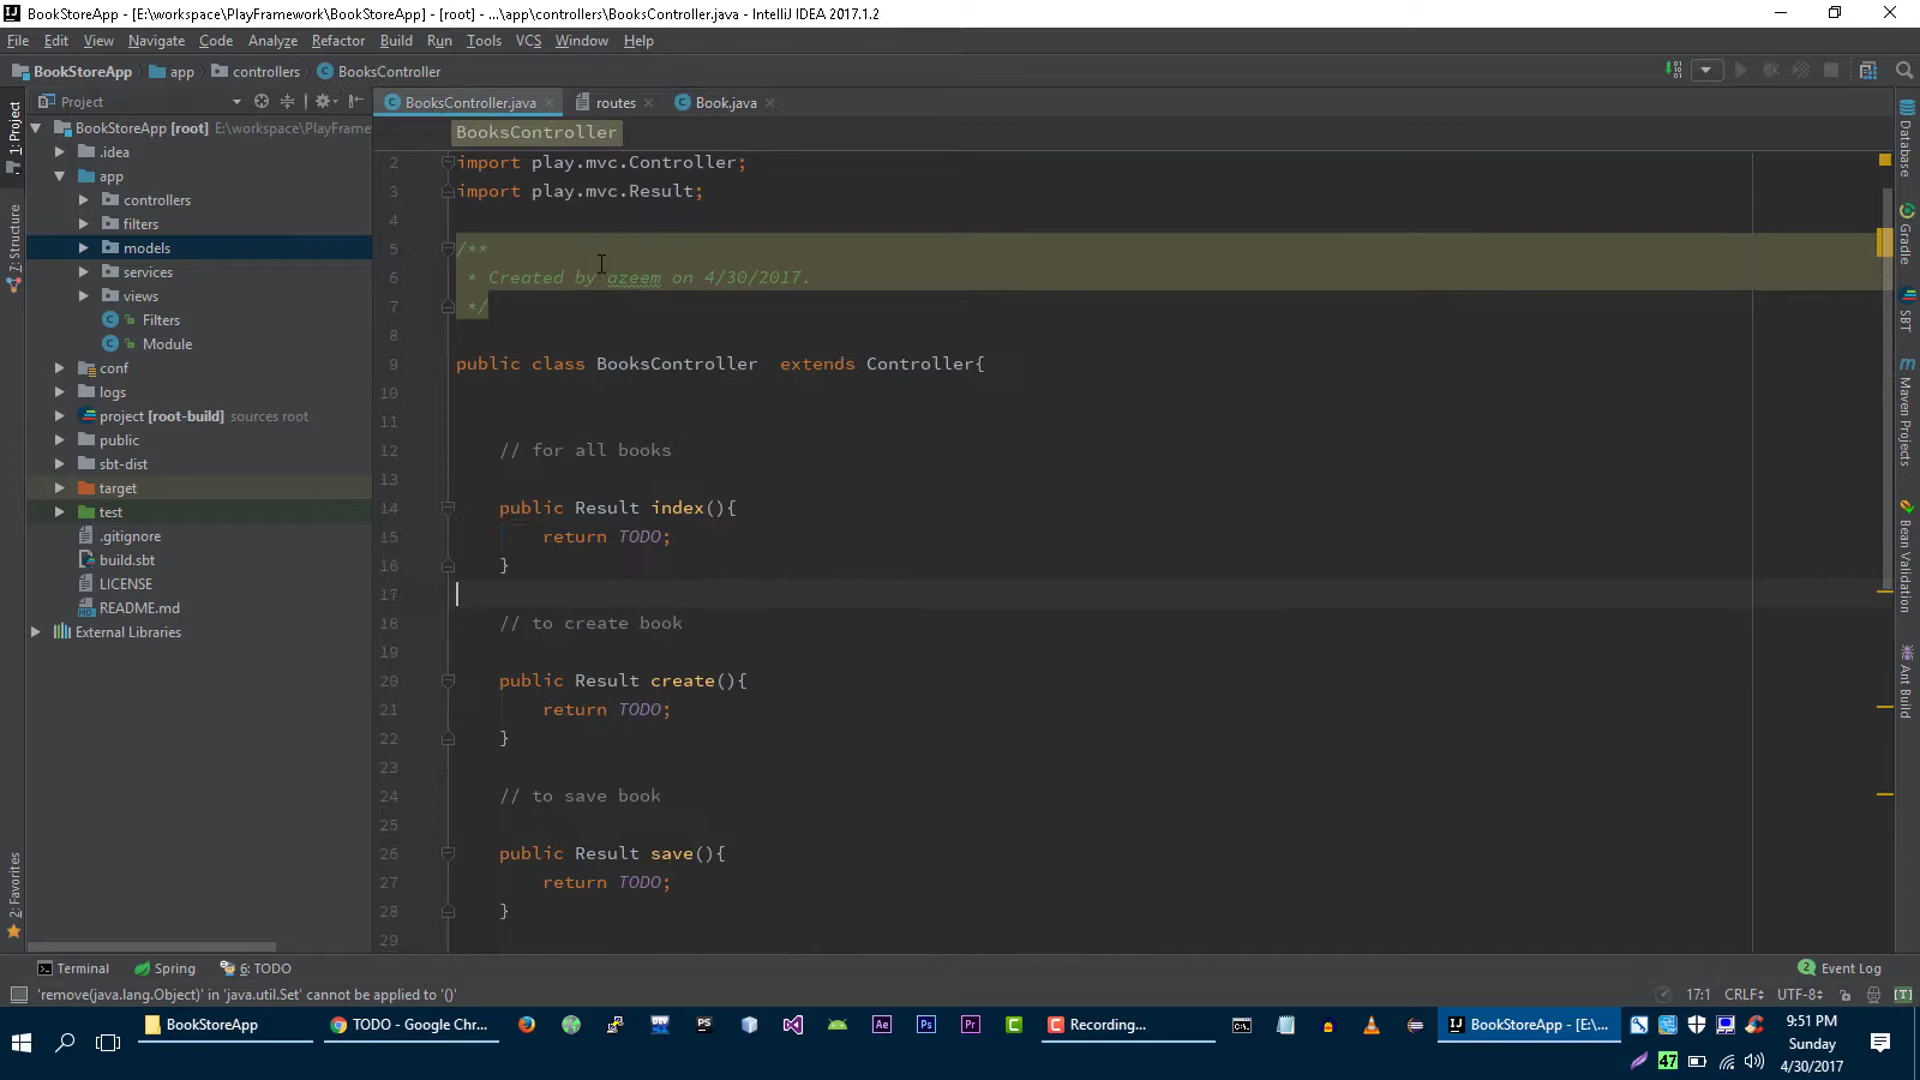 BookStoreApp - [E:\workspace\PlayFramework\BookStoreApp] - [root] - ...\app\controllers\BooksController.java - IntelliJ IDEA 2017.1.2
File Edit View Navigate Code Analyze Refactor Build Run Tools VCS Window Help
BookStoreApp app controllers BooksController
Project
BooksController.java routes Book.java
BooksController
1: Project
7: Structure
2: Favorites
BookStoreApp [root] E:\workspace\PlayFrame
.idea
app
controllers
filters
models
services
views
Filters
Module
conf
logs
project [root-build] sources root
public
sbt-dist
target
test
.gitignore
build.sbt
LICENSE
README.md
External Libraries
2 import play.mvc.Controller;
3 import play.mvc.Result;
4
5 /**
6 * Created by azeem on 4/30/2017.
7 */
8
9 public class BooksController  extends Controller{
10
11
12 // for all books
13
14 public Result index(){
15 return TODO;
16 }
17
18 // to create book
19
20 public Result create(){
21 return TODO;
22 }
23
24 // to save book
25
26 public Result save(){
27 return TODO;
28 }
29
Database
Gradle
SBT
Maven Projects
Bean Validation
Ant Build
Terminal Spring 6: TODO 2 Event Log
'remove(java.lang.Object)' in 'java.util.Set' cannot be applied to '()' 17:1 CRLF UTF-8 [T]
BookStoreApp TODO - Google Chr... Recording... BookStoreApp - [E:\...
9:51 PM
Sunday
47 4/30/2017